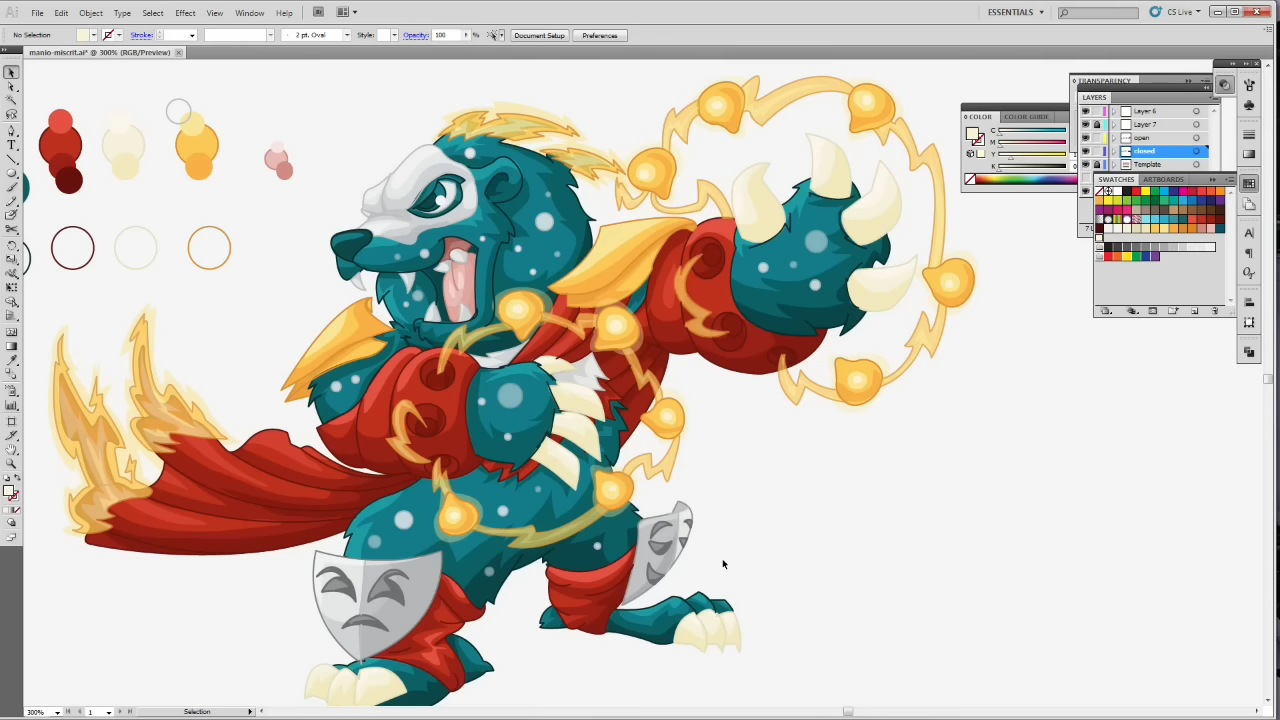 Ai File Edit Object Type Select Effect View Window Help ESSENTIALS CS Live
No Selection Stroke: 2 pt. Oval Style: Opacity: 100 % Document Setup Preferences
manio-miscrit.ai* @ 300% (RGB/Preview)
TRANSPARENCY
LAYERS
Layer 6
Layer 7
open
closed
Template
COLOR COLOR GUIDE
C
M
Y
K
SWATCHES ARTBOARDS
300% 1 Selection